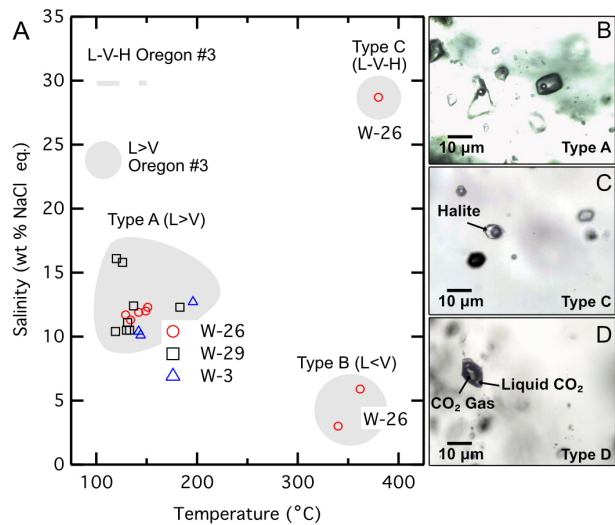 A
Salinity (wt % NaCl eq.)
35
30
25
20
15
10
5
0
L-V-H Oregon #3
L>V
Oregon #3
Type A (L>V)
Type C
(L-V-H)
W-26
W-26
W-29
W-3
Type B (L<V)
W-26
100
200
300
400
Temperature (°C)
B
10 μm
Type A
C
Halite
10 μm
Type C
D
Liquid CO₂
CO₂ Gas
10 μm
Type D